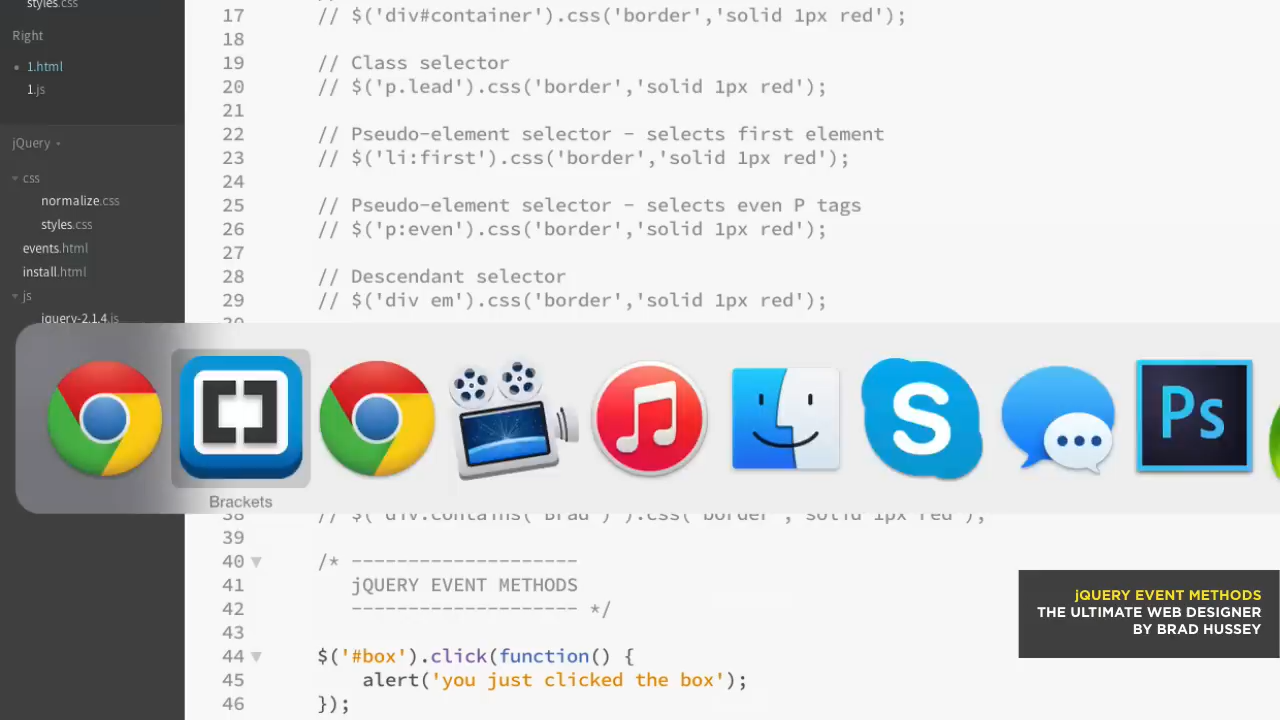 styles.css
Right
1.html
1.js
jQuery
css
normalize.css
styles.css
events.html
install.html
js
jquery-2.1.4.js
17 // $('div#container').css('border','solid 1px red');
18
19 // Class selector
20 // $('p.lead').css('border','solid 1px red');
21
22 // Pseudo-element selector - selects first element
23 // $('li:first').css('border','solid 1px red');
24
25 // Pseudo-element selector - selects even P tags
26 // $('p:even').css('border','solid 1px red');
27
28 // Descendant selector
29 // $('div em').css('border','solid 1px red');
Ps
Brackets
38 // $('div:contains("Brad")').css('border','solid 1px red');
39
40 /* --------------------
41 jQUERY EVENT METHODS
42 -------------------- */
43
44 $('#box').click(function() {
45 alert('you just clicked the box');
46 });
jQUERY EVENT METHODS
THE ULTIMATE WEB DESIGNER
BY BRAD HUSSEY